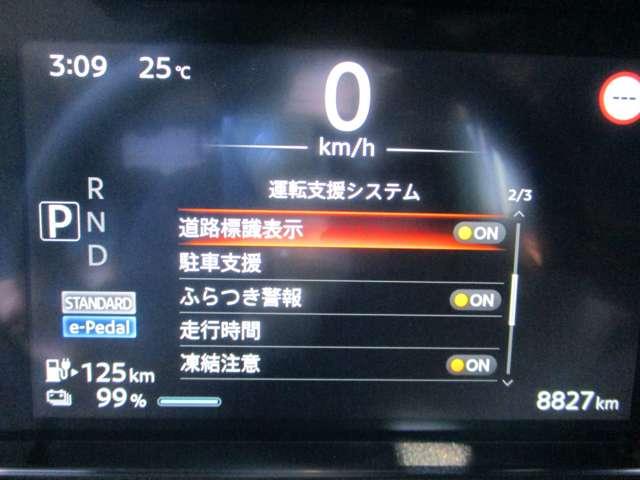 3:09 25℃
0
km/h
---
運転支援システム 2/3
R
P N
D
道路標識表示 ON
駐車支援
ふらつき警報 ON
走行時間
凍結注意 ON
STANDARD
e-Pedal
125km
99%
8827km